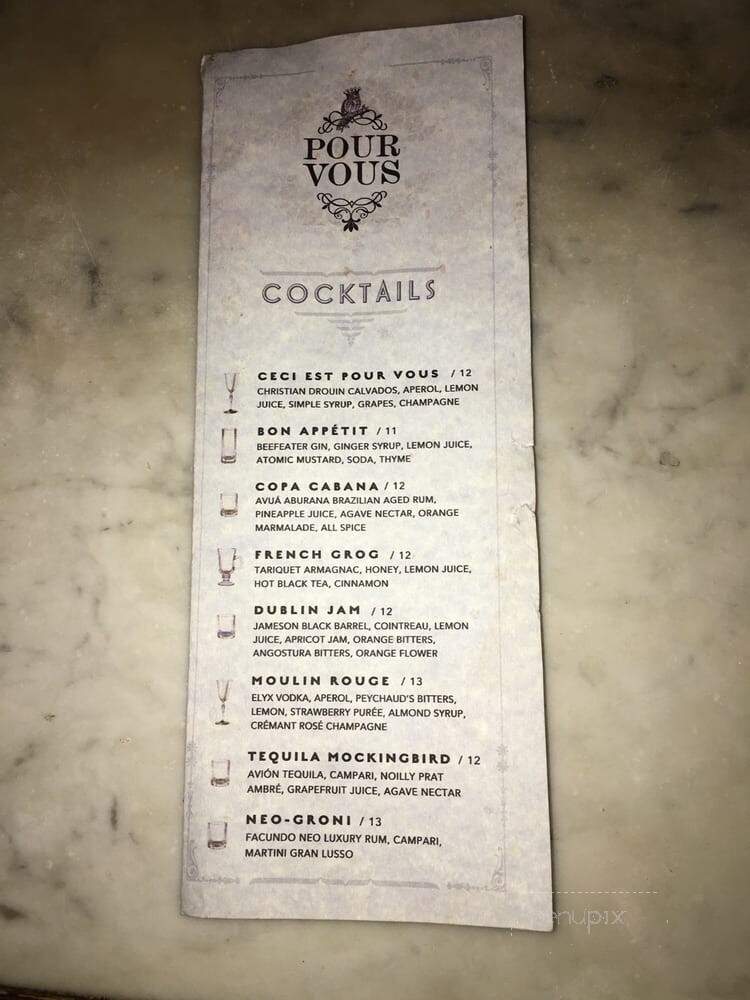 POUR
VOUS
COCKTAILS
CECI EST POUR VOUS / 12
CHRISTIAN DROUIN CALVADOS, APEROL, LEMON
JUICE, SIMPLE SYRUP, GRAPES, CHAMPAGNE
BON APPÉTIT / 11
BEEFEATER GIN, GINGER SYRUP, LEMON JUICE,
ATOMIC MUSTARD, SODA, THYME
COPA CABANA / 12
AVUÁ ABURANA BRAZILIAN AGED RUM,
PINEAPPLE JUICE, AGAVE NECTAR, ORANGE
MARMALADE, ALL SPICE
FRENCH GROG / 12
TARIQUET ARMAGNAC, HONEY, LEMON JUICE,
HOT BLACK TEA, CINNAMON
DUBLIN JAM / 12
JAMESON BLACK BARREL, COINTREAU, LEMON
JUICE, APRICOT JAM, ORANGE BITTERS,
ANGOSTURA BITTERS, ORANGE FLOWER
MOULIN ROUGE / 13
ELYX VODKA, APEROL, PEYCHAUD'S BITTERS,
LEMON, STRAWBERRY PURÉE, ALMOND SYRUP,
CRÉMANT ROSÉ CHAMPAGNE
TEQUILA MOCKINGBIRD / 12
AVIÓN TEQUILA, CAMPARI, NOILLY PRAT
AMBRÉ, GRAPEFRUIT JUICE, AGAVE NECTAR
NEO-GRONI / 13
FACUNDO NEO LUXURY RUM, CAMPARI,
MARTINI GRAN LUSSO